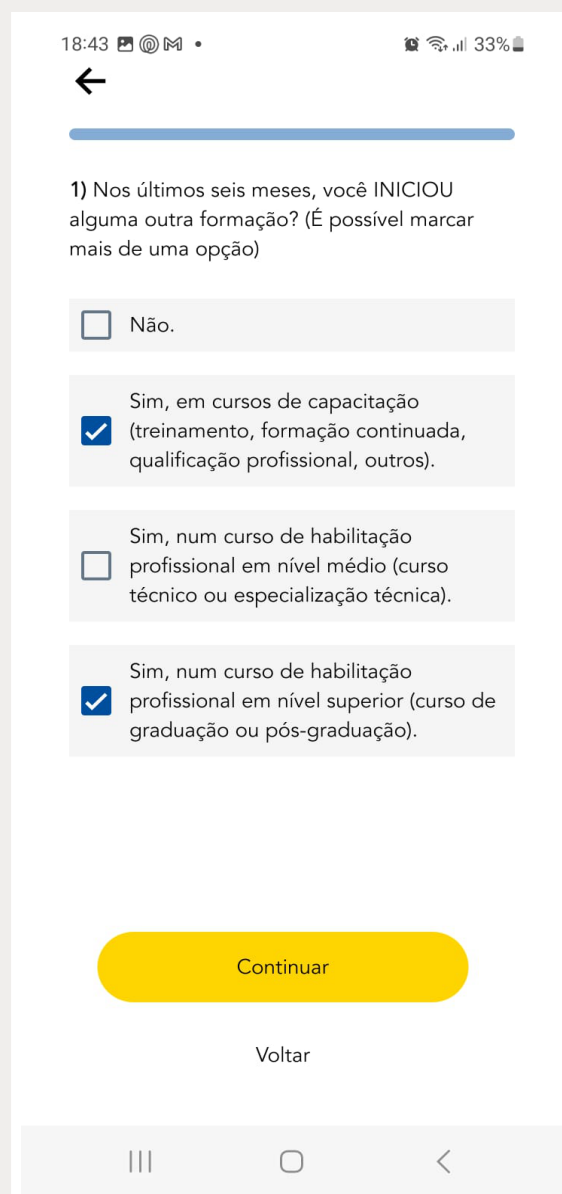 18:43
33%
1) Nos últimos seis meses, você INICIOU
alguma outra formação? (É possível marcar
mais de uma opção)
Não.
Sim, em cursos de capacitação
(treinamento, formação continuada,
qualificação profissional, outros).
Sim, num curso de habilitação
profissional em nível médio (curso
técnico ou especialização técnica).
Sim, num curso de habilitação
profissional em nível superior (curso de
graduação ou pós-graduação).
Continuar
Voltar